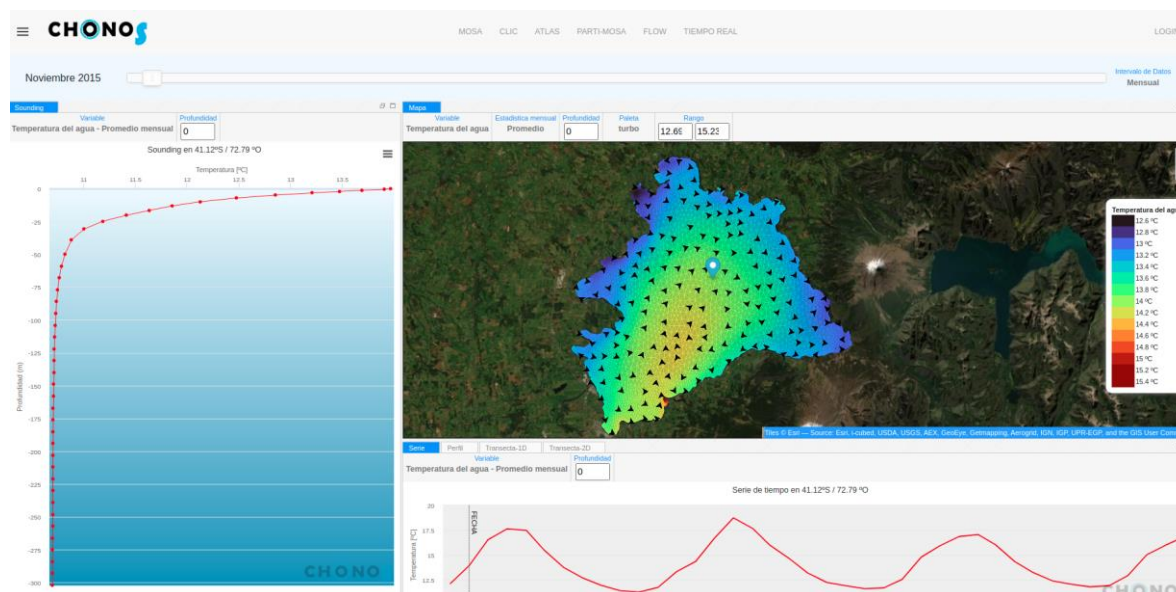 CHONOS
MOSA CLIC ATLAS PARTI-MOSA FLOW TIEMPO REAL
Noviembre 2015
Intervalo de Datos
Mensual
Sounding
Variable Profundidad
Temperatura del agua - Promedio mensual 0
Sounding en 41.12ºS / 72.79 ºO
Temperatura [ºC]
11 11.5 12 12.5 13 13.5
0
-25
-50
-75
-100
-125
-150
-175
-200
-225
-250
-275
-300
Profundidad (m)
CHONO
Mapa
Variable Estadística mensual Profundidad Paleta Rango
Temperatura del agua Promedio 0 turbo 12.69 15.23
Temperatura del agu
12.6 ºC
12.8 ºC
13 ºC
13.2 ºC
13.4 ºC
13.6 ºC
13.8 ºC
14 ºC
14.2 ºC
14.4 ºC
14.6 ºC
14.8 ºC
15 ºC
15.2 ºC
15.4 ºC
Tiles © Esri — Source: Esri, i-cubed, USDA, USGS, AEX, GeoEye, Getmapping, Aerogrid, IGN, IGP, UPR-EGP, and the GIS User Com
Serie Perfil Transecta-1D Transecta-2D
Variable Profundidad
Temperatura del agua - Promedio mensual 0
Serie de tiempo en 41.12ºS / 72.79 ºO
20
17.5
15
12.5
Temperatura [ºC]
FECHA
CHONO